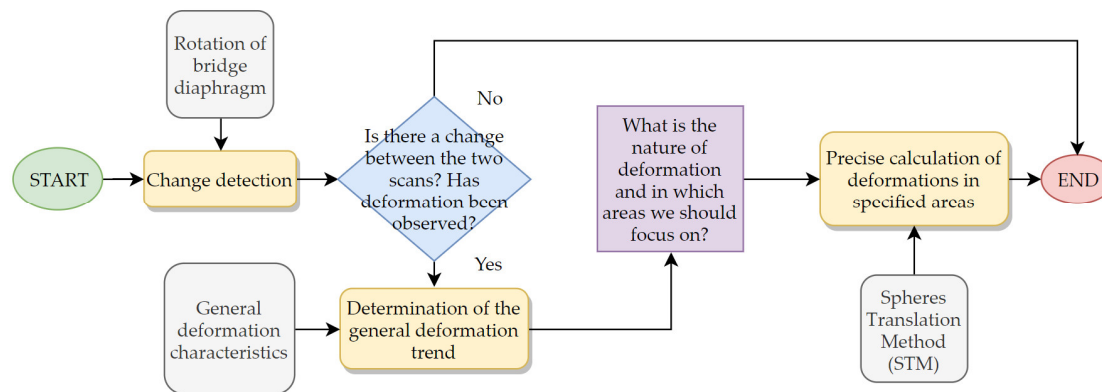 Rotation of
bridge
diaphragm
START
Change detection
Is there a change
between the two
scans? Has
deformation been
observed?
No
Yes
General
deformation
characteristics
Determination of the
general deformation
trend
What is the
nature of
deformation
and in which
areas we should
focus on?
Precise calculation of
deformations in
specified areas
END
Spheres
Translation
Method
(STM)